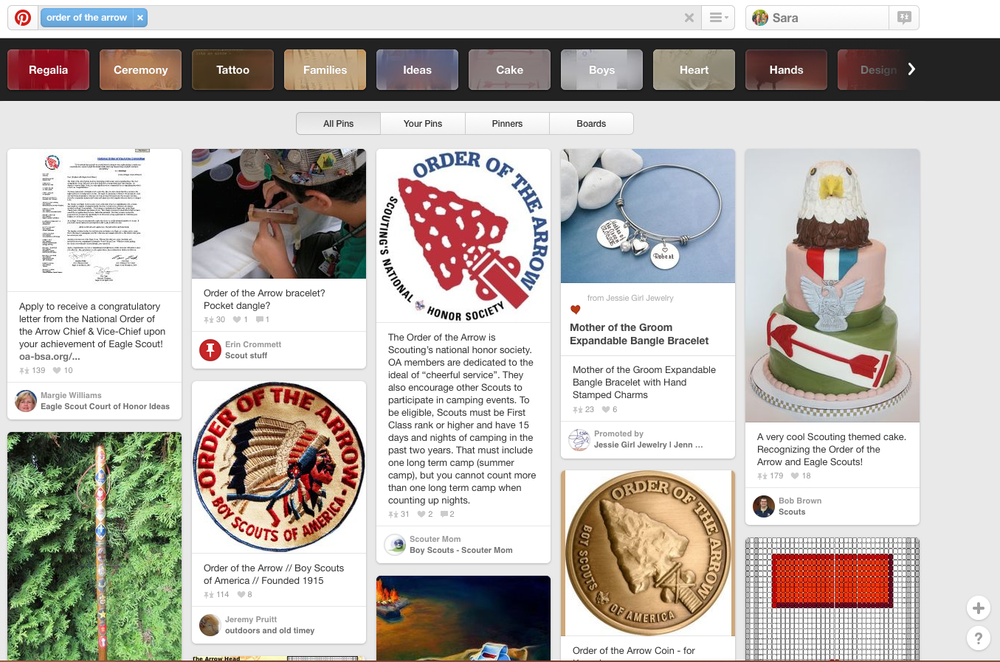 order of the arrow ×
Sara
Regalia
Ceremony
Tattoo
Families
Ideas
Cake
Boys
Heart
Hands
Design
All Pins
Your Pins
Pinners
Boards
National Order of the Arrow Committee
Apply to receive a congratulatory
letter from the National Order of
the Arrow Chief & Vice-Chief upon
your achievement of Eagle Scout!
oa-bsa.org/...
139 10
Margie Williams
Eagle Scout Court of Honor Ideas
Order of the Arrow bracelet?
Pocket dangle?
30 1 1
Erin Crommett
Scout stuff
ORDER OF THE ARROW
BOY SCOUTS OF AMERICA
Order of the Arrow // Boy Scouts
of America // Founded 1915
114 8
Jeremy Pruitt
outdoors and old timey
The Arrow Head
ORDER OF THE ARROW
SCOUTING'S NATIONAL HONOR SOCIETY
The Order of the Arrow is
Scouting's national honor society.
OA members are dedicated to the
ideal of “cheerful service”. They
also encourage other Scouts to
participate in camping events. To
be eligible, Scouts must be First
Class rank or higher and have 15
days and nights of camping in the
past two years. That must include
one long term camp (summer
camp), but you cannot count more
than one long term camp when
counting up nights.
31 2 2
Scouter Mom
Boy Scouts - Scouter Mom
Mother of
the Groom
Robert
from Jessie Girl Jewelry
Mother of the Groom
Expandable Bangle Bracelet
Mother of the Groom Expandable
Bangle Bracelet with Hand
Stamped Charms
23 6
Promoted by
Jessie Girl Jewelry | Jenn ...
ORDER OF THE ARROW
BOY SCOUTS OF AMERICA
Order of the Arrow Coin - for
A very cool Scouting themed cake.
Recognizing the Order of the
Arrow and Eagle Scouts!
179 18
Bob Brown
Scouts
+
?